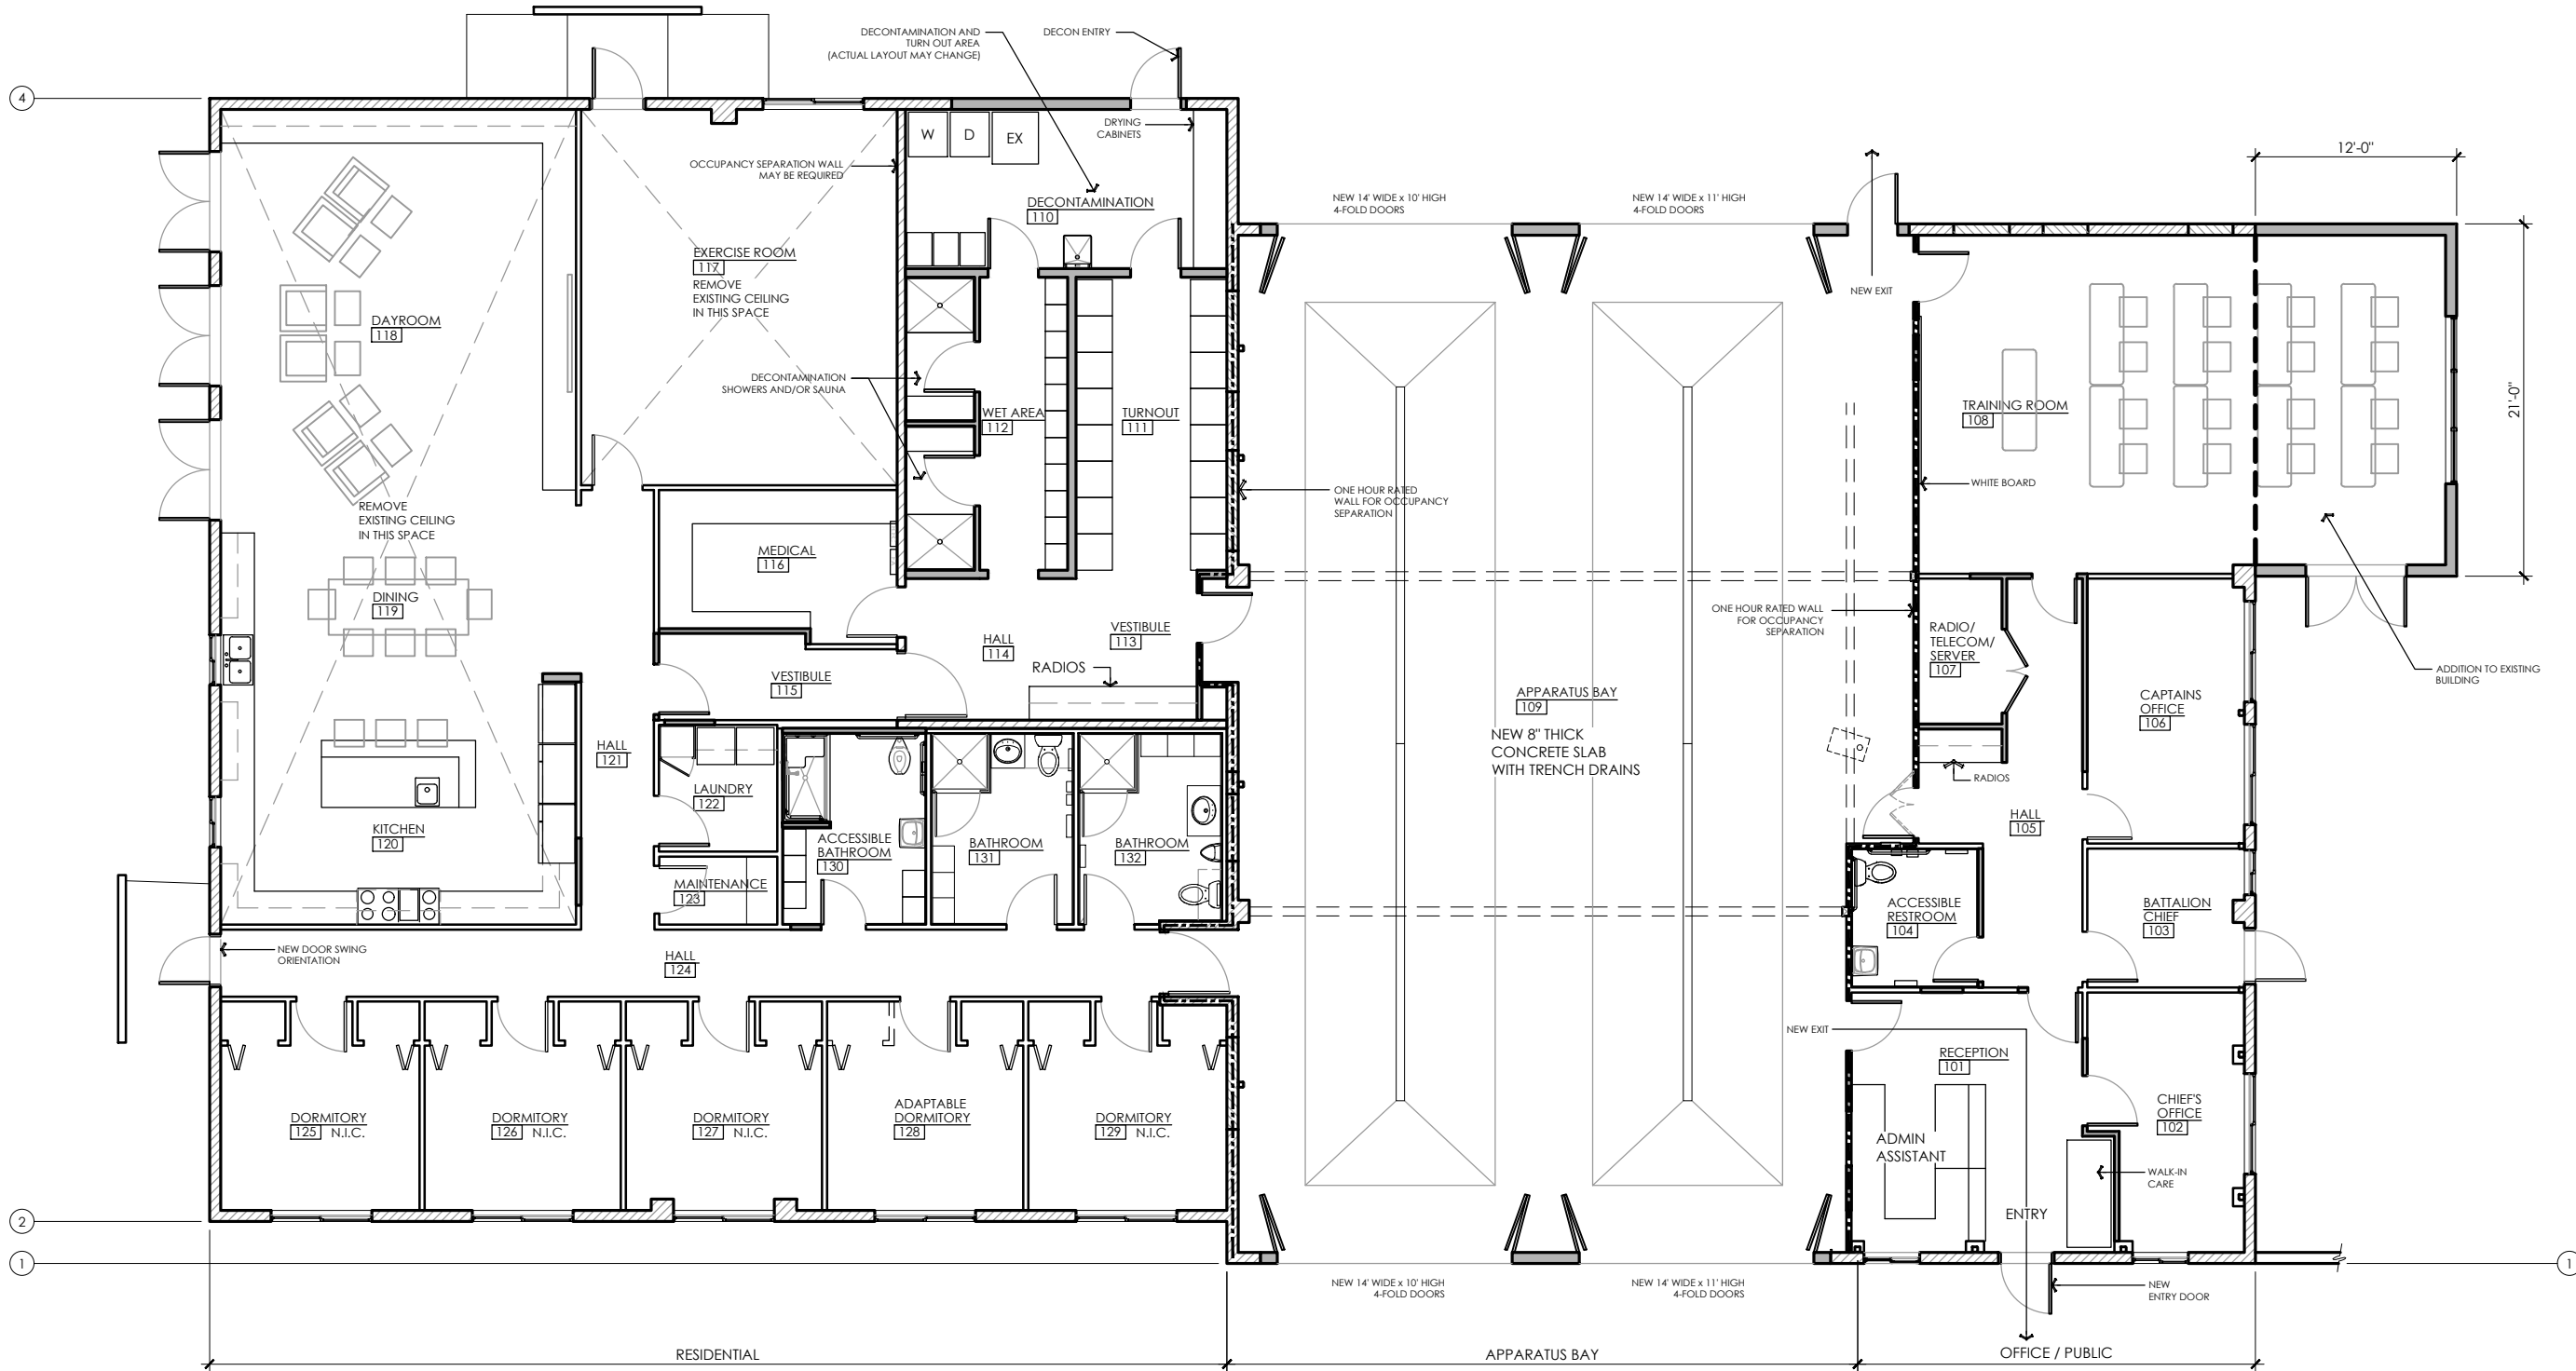 DECONTAMINATION AND
TURN OUT AREA
(ACTUAL LAYOUT MAY CHANGE)
DECON ENTRY
4
W
D
EX
DRYING
CABINETS
OCCUPANCY SEPARATION WALL
MAY BE REQUIRED
DECONTAMINATION
110
EXERCISE ROOM
117
REMOVE
EXISTING CEILING
IN THIS SPACE
DAYROOM
118
DECONTAMINATION
SHOWERS AND/OR SAUNA
WET AREA
112
TURNOUT
111
REMOVE
EXISTING CEILING
IN THIS SPACE
MEDICAL
116
DINING
119
HALL
114
VESTIBULE
113
RADIOS
VESTIBULE
115
HALL
121
LAUNDRY
122
KITCHEN
120
ACCESSIBLE
BATHROOM
130
BATHROOM
131
BATHROOM
132
MAINTENANCE
123
NEW DOOR SWING
ORIENTATION
HALL
124
DORMITORY
125 N.I.C.
DORMITORY
126 N.I.C.
DORMITORY
127 N.I.C.
ADAPTABLE
DORMITORY
128
DORMITORY
129 N.I.C.
2
1
RESIDENTIAL
NEW 14' WIDE x 10' HIGH
4-FOLD DOORS
NEW 14' WIDE x 11' HIGH
4-FOLD DOORS
NEW EXIT
ONE HOUR RATED
WALL FOR OCCUPANCY
SEPARATION
ONE HOUR RATED WALL
FOR OCCUPANCY
SEPARATION
APPARATUS BAY
109
NEW 8" THICK
CONCRETE SLAB
WITH TRENCH DRAINS
NEW 14' WIDE x 10' HIGH
4-FOLD DOORS
NEW 14' WIDE x 11' HIGH
4-FOLD DOORS
APPARATUS BAY
12'-0"
21'-0"
TRAINING ROOM
108
WHITE BOARD
RADIO/
TELECOM/
SERVER
107
ADDITION TO EXISTING
BUILDING
CAPTAINS
OFFICE
106
RADIOS
HALL
105
ACCESSIBLE
RESTROOM
104
BATTALION
CHIEF
103
NEW EXIT
RECEPTION
101
CHIEF'S
OFFICE
102
ADMIN
ASSISTANT
WALK-IN
CARE
ENTRY
NEW
ENTRY DOOR
1
OFFICE / PUBLIC